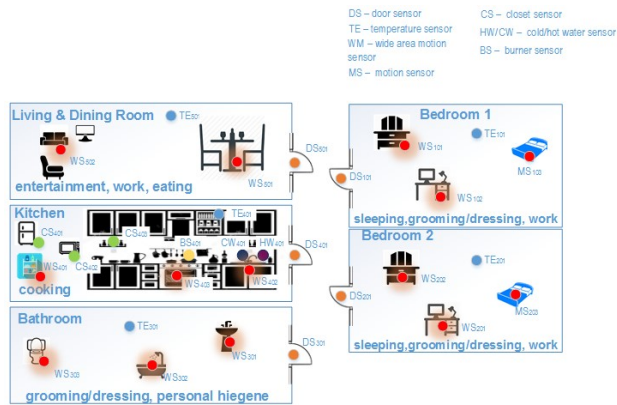 DS – door sensor
TE – temperature sensor
WM – wide area motion
sensor
MS – motion sensor
CS – closet sensor
HW/CW – cold/hot water sensor
BS – burner sensor
Living & Dining Room
TE501
WS502
WS501
DS501
entertainment, work, eating
Kitchen
TE401
CS401
CS403
BS401
CW401
HW401
DS401
WS401
CS402
WS403
WS402
cooking
Bathroom
TE301
WS301
DS301
WS303
WS302
grooming/dressing, personal hiegene
Bedroom 1
TE101
WS101
MS103
DS101
WS102
sleeping,grooming/dressing, work
Bedroom 2
TE201
WS202
MS203
DS201
WS201
sleeping,grooming/dressing, work